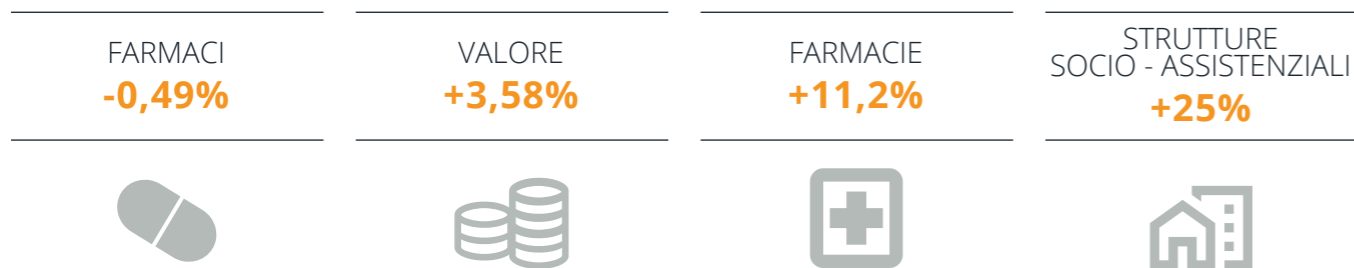 FARMACI
-0,49%
VALORE
+3,58%
FARMACIE
+11,2%
STRUTTURE
SOCIO - ASSISTENZIALI
+25%